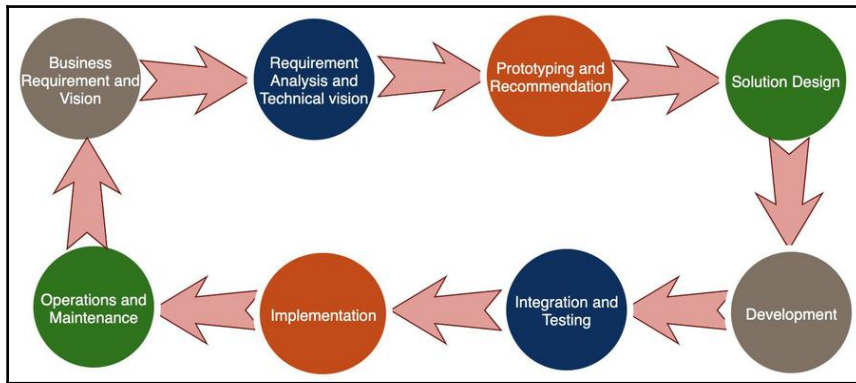 Business
Requirement and
Vision
Requirement
Analysis and
Technical vision
Prototyping and
Recommendation
Solution Design
Development
Integration and
Testing
Implementation
Operations and
Maintenance